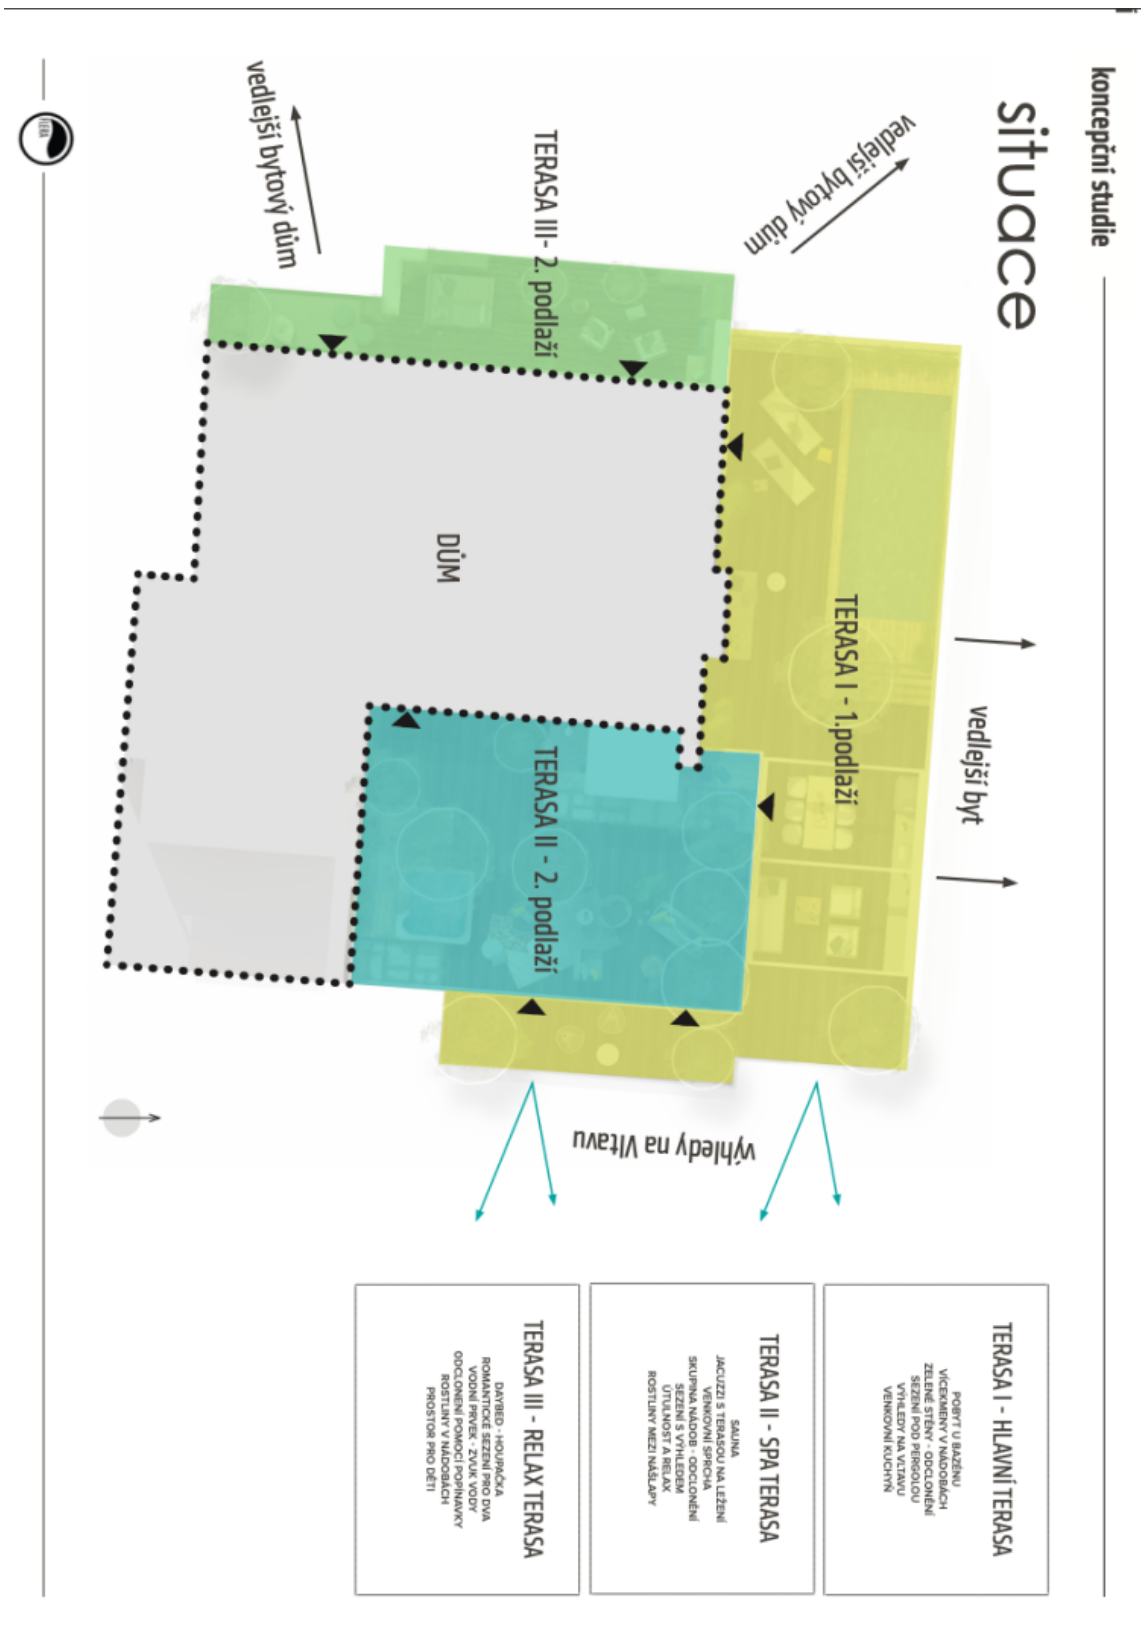 koncepční studie
situace
vedlejší bytový dům
TERASA III- 2. podlaží
vedlejší bytový dům
DŮM
TERASA I - 1.podlaží
vedlejší byt
TERASA II - 2. podlaží
výhledy na Vltavu
TERASA I - HLAVNÍ TERASA
POBYT U BAZÉNU
VÍCEKMENY V NÁDOBÁCH
ZELENÉ STĚNY - ODCLONĚNÍ
SEZENÍ POD PERGOLOU
VÝHLEDY NA VLTAVU
VENKOVNÍ KUCHYŇ
TERASA II - SPA TERASA
SAUNA
JACUZZI S TERASOU NA LEŽENÍ
VENKOVNÍ SPRCHA
SKUPINA NÁDOB - ODCLONĚNÍ
SEZENÍ S VÝHLEDEM
ÚTULNOST A RELAX
ROSTLINY MEZI NÁŠLAPY
TERASA III - RELAX TERASA
DAYBED - HOUPAČKA
ROMANTICKÉ SEZENÍ PRO DVA
VODNÍ PRVEK - ZVUK VODY
ODCLONENÍ POMOCÍ POPÍNAVKY
ROSTLINY V NÁDOBÁCH
PROSTOR PRO DĚTI
FLERA